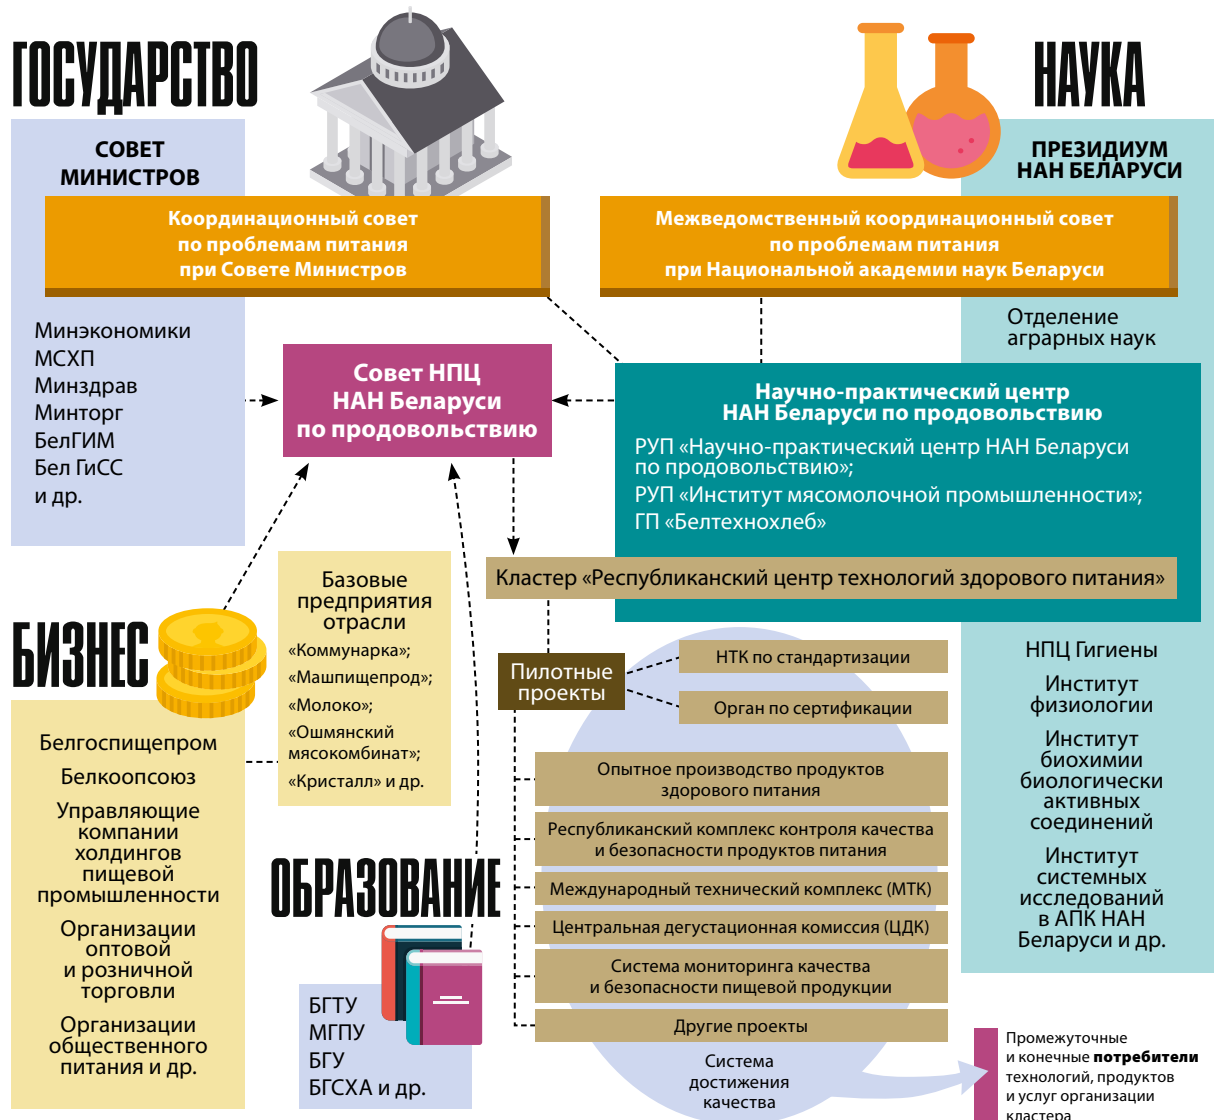 ГОСУДАРСТВО
СОВЕТ
МИНИСТРОВ
Координационный совет
по проблемам питания
при Совете Министров
Минэкономики
МСХП
Минздрав
Минторг
БелГИМ
Бел ГиСС
и др.
НАУКА
ПРЕЗИДИУМ
НАН БЕЛАРУСИ
Межведомственный координационный совет
по проблемам питания
при Национальной академии наук Беларуси
Отделение
аграрных наук
Совет НПЦ
НАН Беларуси
по продовольствию
Научно-практический центр
НАН Беларуси по продовольствию
РУП «Научно-практический центр НАН Беларуси
по продовольствию»;
РУП «Институт мясомолочной промышленности»;
ГП «Белтехнохлеб»
Кластер «Республиканский центр технологий здорового питания»
НПЦ Гигиены
Институт
физиологии
Институт
биохимии
биологически
активных
соединений
Институт
системных
исследований
в АПК НАН
Беларуси и др.
БИЗНЕС
Белгоспищепром
Белкоопсоюз
Управляющие
компании
холдингов
пищевой
промышленности
Организации
оптовой
и розничной
торговли
Организации
общественного
питания и др.
Базовые
предприятия
отрасли
«Коммунарка»;
«Машпищепрод»;
«Молоко»;
«Ошмянский
мясокомбинат»;
«Кристалл» и др.
ОБРАЗОВАНИЕ
БГТУ
МГПУ
БГУ
БГСХА и др.
Пилотные
проекты
НТК по стандартизации
Орган по сертификации
Опытное производство продуктов
здорового питания
Республиканский комплекс контроля качества
и безопасности продуктов питания
Международный технический комплекс (МТК)
Центральная дегустационная комиссия (ЦДК)
Система мониторинга качества
и безопасности пищевой продукции
Другие проекты
Система
достижения
качества
Промежуточные
и конечные потребители
технологий, продуктов
и услуг организации
кластера